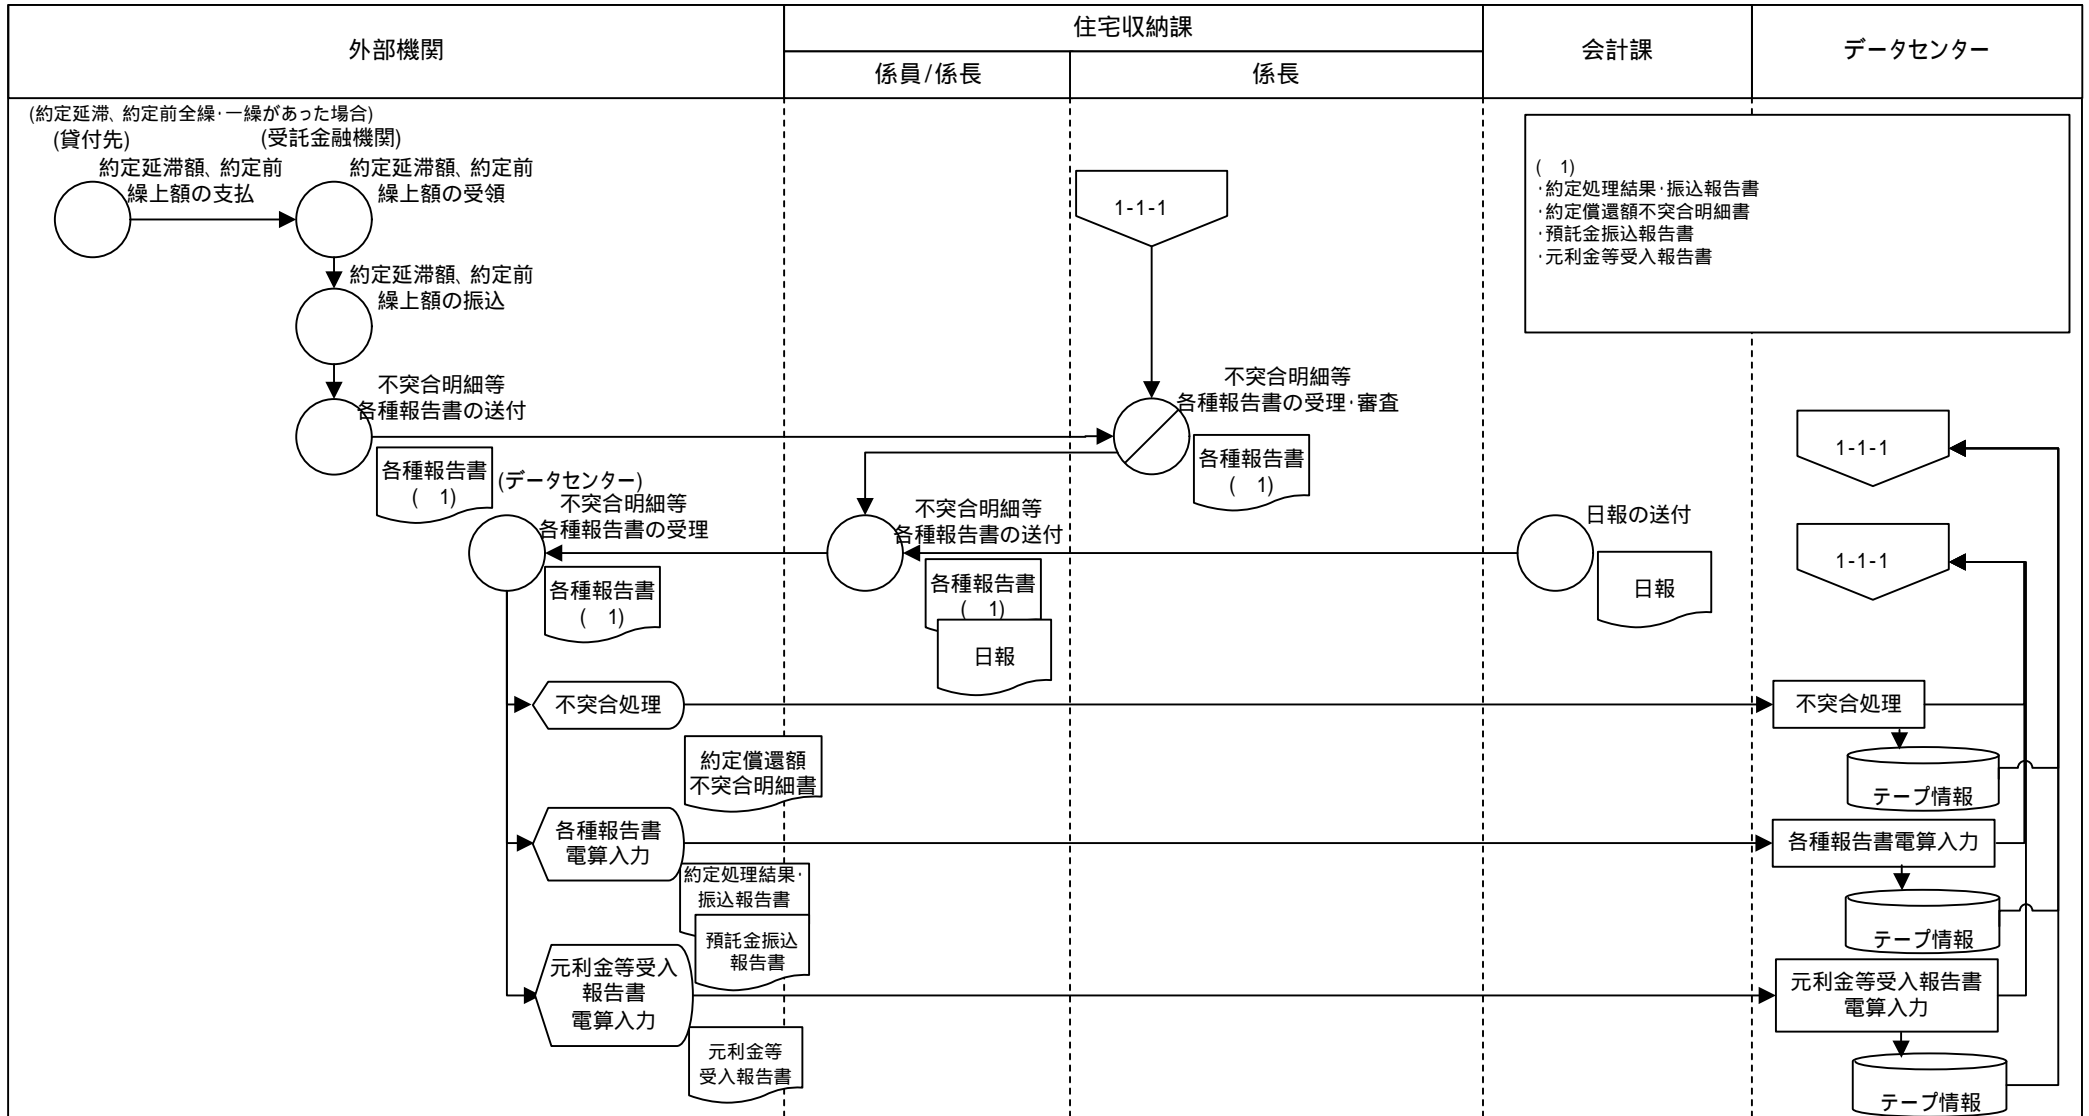 外部機関
住宅収納課
係員/係長
係長
会計課
データセンター
(約定延滞、約定前全繰・一繰があった場合)
(貸付先)
(受託金融機関)
約定延滞額、約定前
繰上額の支払
約定延滞額、約定前
繰上額の受領
約定延滞額、約定前
繰上額の振込
不突合明細等
各種報告書の送付
各種報告書
( 1)
1-1-1
不突合明細等
各種報告書の受理・審査
各種報告書
( 1)
( 1)
・約定処理結果・振込報告書
・約定償還額不突合明細書
・預託金振込報告書
・元利金等受入報告書
(データセンター)
不突合明細等
各種報告書の受理
各種報告書
( 1)
不突合明細等
各種報告書の送付
各種報告書
( 1)
日報
日報の送付
日報
1-1-1
1-1-1
不突合処理
約定償還額
不突合明細書
各種報告書
電算入力
約定処理結果・
振込報告書
預託金振込
報告書
元利金等受入
報告書
電算入力
元利金等
受入報告書
不突合処理
テープ情報
各種報告書電算入力
テープ情報
元利金等受入報告書
電算入力
テープ情報